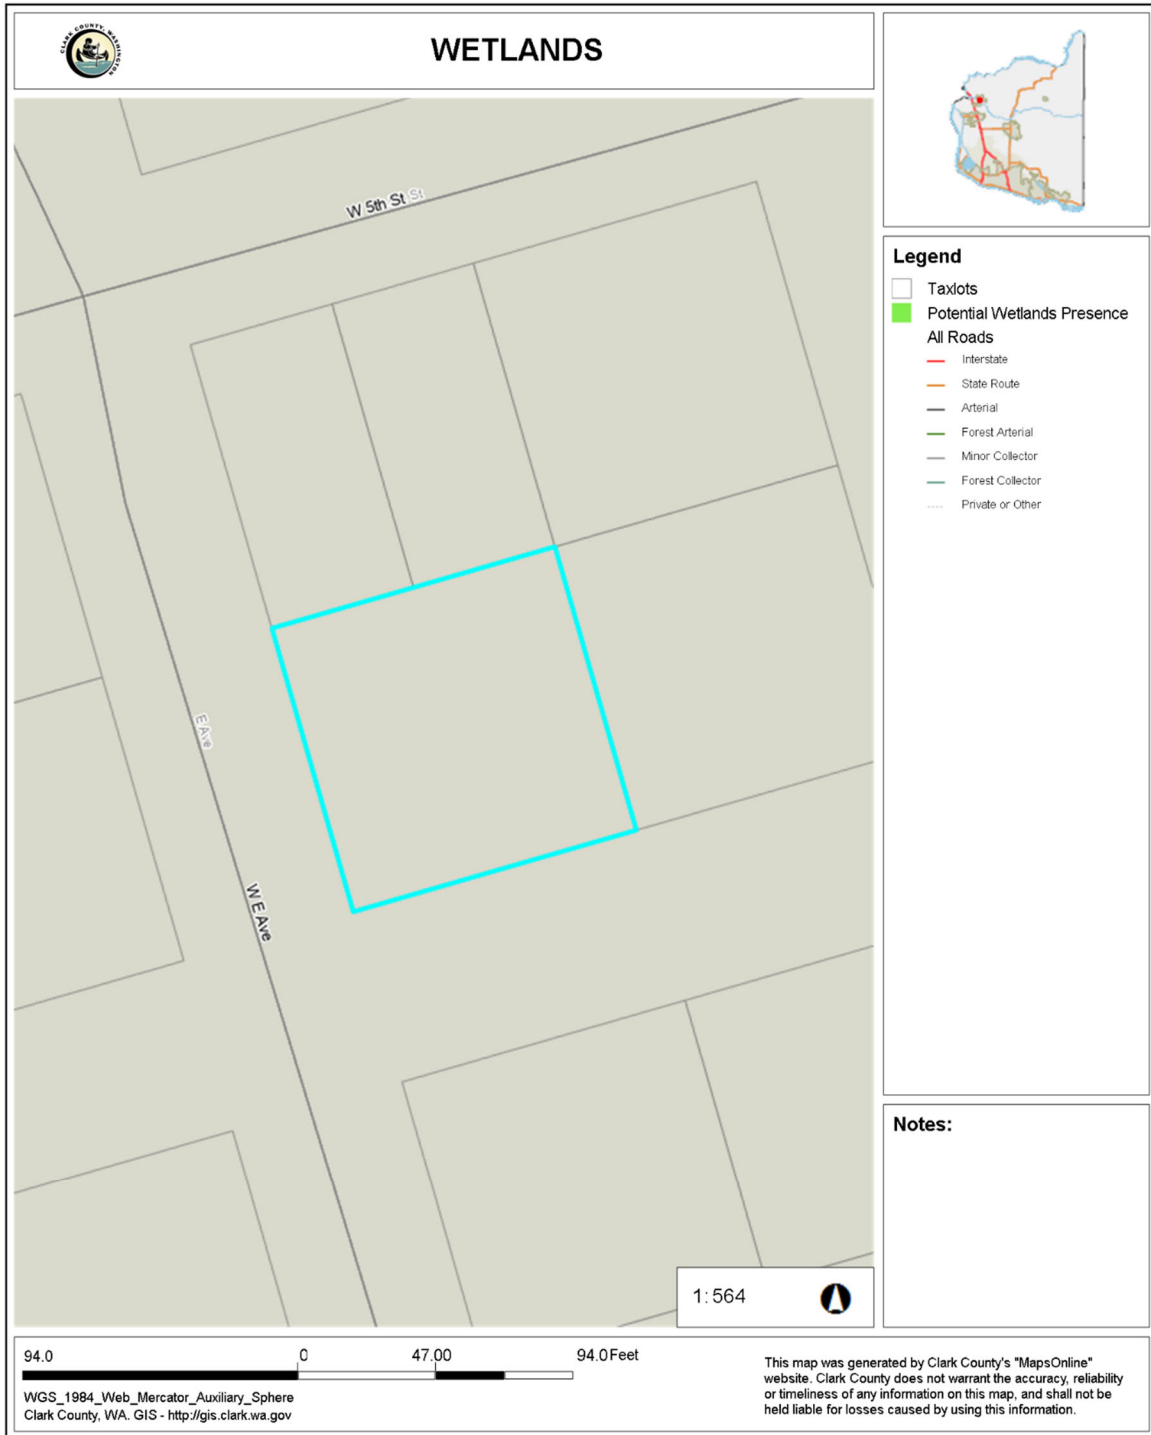 CLARK COUNTY, WASHINGTON
WETLANDS
W 5th St St
E Ave
W E Ave
1: 564
Legend
Taxlots
Potential Wetlands Presence
All Roads
Interstate
State Route
Arterial
Forest Arterial
Minor Collector
Forest Collector
Private or Other
Notes:
94.0 0 47.00 94.0 Feet
WGS_1984_Web_Mercator_Auxiliary_Sphere
Clark County, WA. GIS - http://gis.clark.wa.gov
This map was generated by Clark County's "MapsOnline"
website. Clark County does not warrant the accuracy, reliability
or timeliness of any information on this map, and shall not be
held liable for losses caused by using this information.